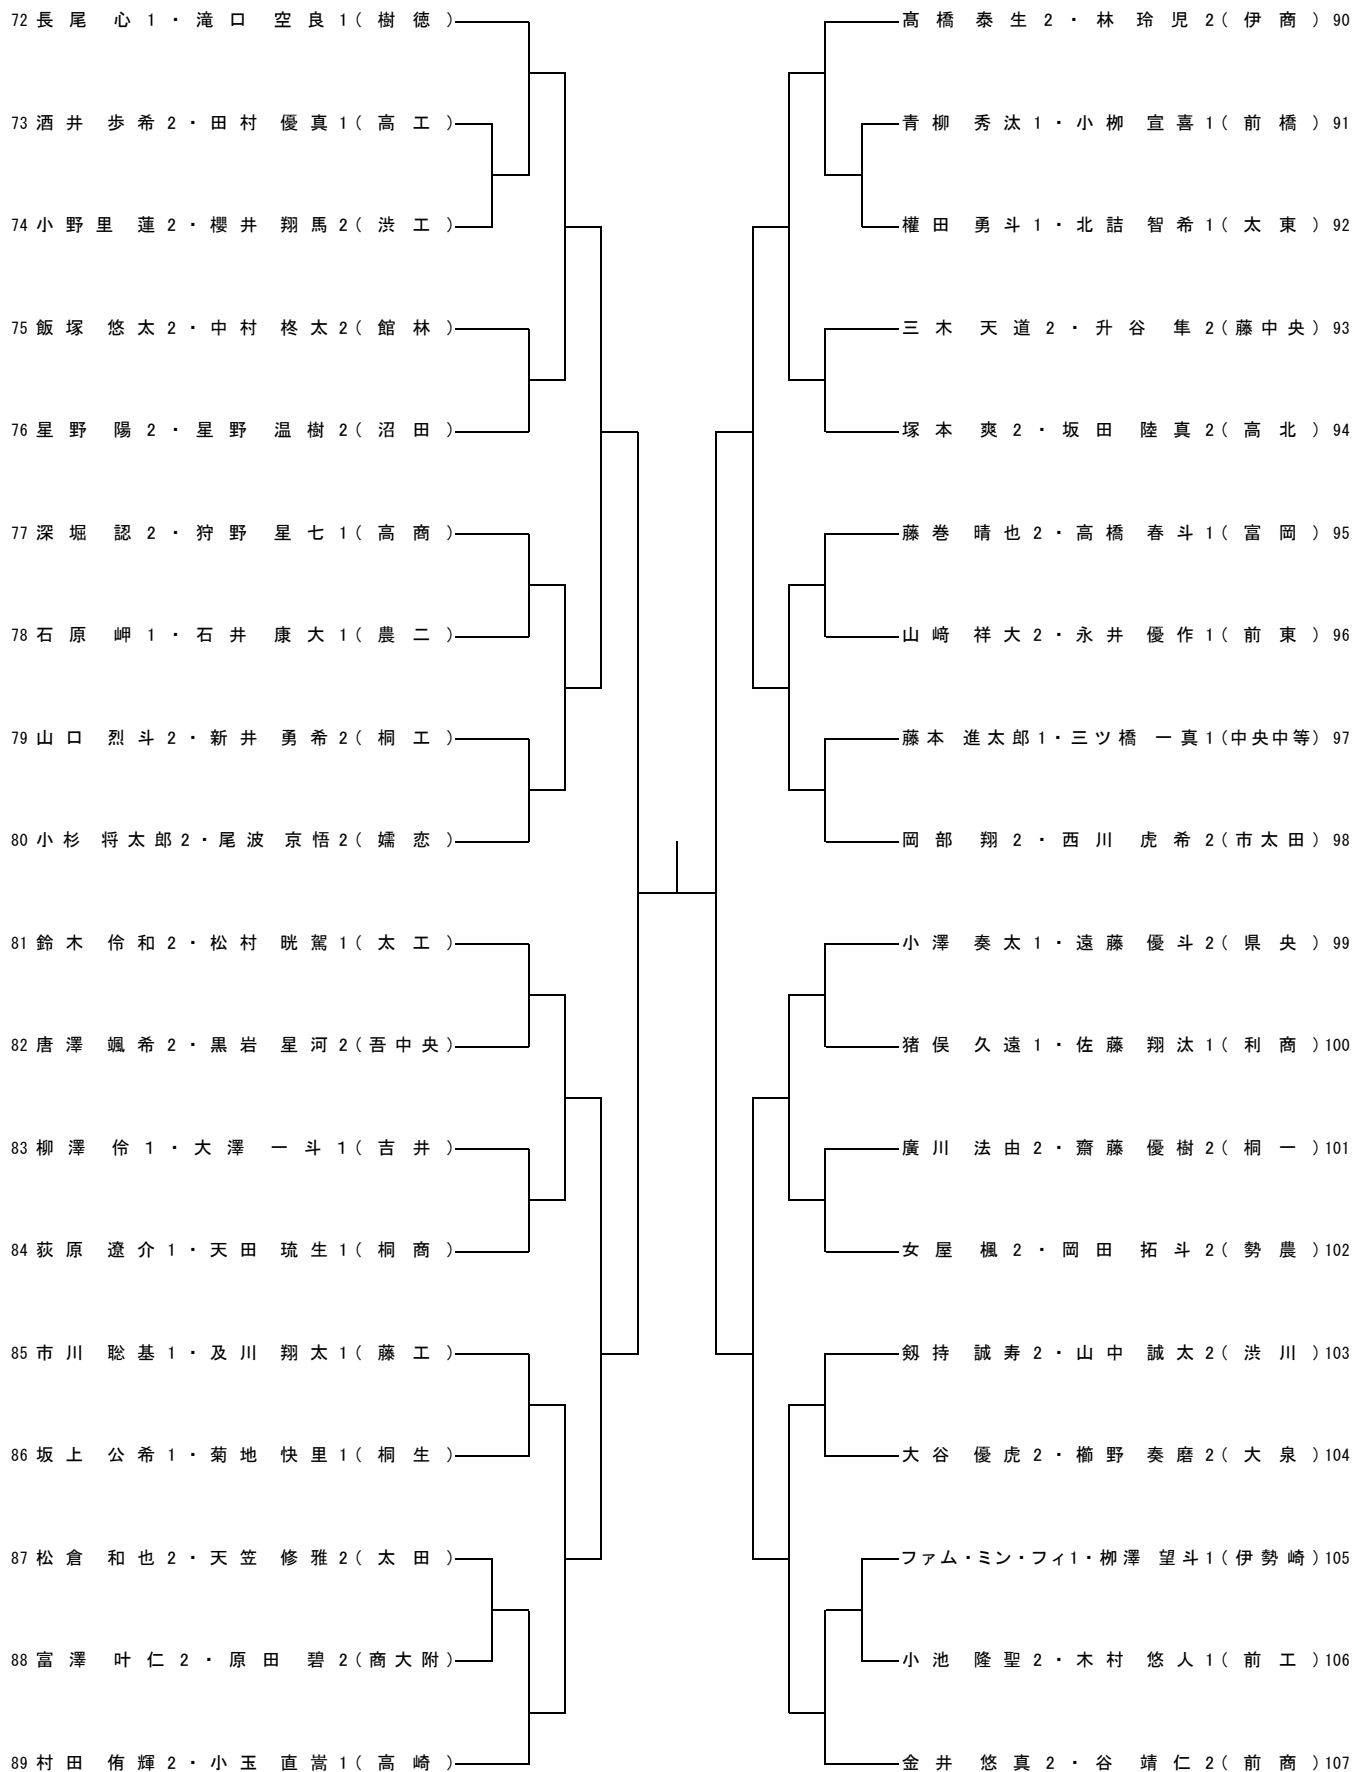 72 長尾 心 1・滝口 空良 1(樹徳)
73 酒井 歩希 2・田村 優真 1(高工)
74 小野里 蓮 2・櫻井 翔馬 2(渋工)
75 飯塚 悠太 2・中村 柊太 2(館林)
76 星野 陽 2・星野 温樹 2(沼田)
77 深堀 認 2・狩野 星七 1(高商)
78 石原 岬 1・石井 康大 1(農二)
79 山口 烈斗 2・新井 勇希 2(桐工)
80 小杉 将太郎 2・尾波 京悟 2(嬬恋)
81 鈴木 伶和 2・松村 晄駕 1(太工)
82 唐澤 颯希 2・黒岩 星河 2(吾中央)
83 柳澤 伶 1・大澤 一斗 1(吉井)
84 荻原 遼介 1・天田 琉生 1(桐商)
85 市川 聡基 1・及川 翔太 1(藤工)
86 坂上 公希 1・菊地 快里 1(桐生)
87 松倉 和也 2・天笠 修雅 2(太田)
88 富澤 叶仁 2・原田 碧 2(商大附)
89 村田 侑輝 2・小玉 直嵩 1(高崎)
髙橋 泰生 2・林 玲児 2(伊商) 90
青柳 秀汰 1・小栁 宣喜 1(前橋) 91
權田 勇斗 1・北詰 智希 1(太東) 92
三木 天道 2・升谷 隼 2(藤中央) 93
塚本 爽 2・坂田 陸真 2(高北) 94
藤巻 晴也 2・高橋 春斗 1(富岡) 95
山﨑 祥大 2・永井 優作 1(前東) 96
藤本 進太郎 1・三ツ橋 一真 1(中央中等) 97
岡部 翔 2・西川 虎希 2(市太田) 98
小澤 奏太 1・遠藤 優斗 2(県央) 99
猪俣 久遠 1・佐藤 翔汰 1(利商) 100
廣川 法由 2・齋藤 優樹 2(桐一) 101
女屋 楓 2・岡田 拓斗 2(勢農) 102
剱持 誠寿 2・山中 誠太 2(渋川) 103
大谷 優虎 2・櫛野 奏磨 2(大泉) 104
ファム・ミン・フィ1・栁澤 望斗 1(伊勢崎) 105
小池 隆聖 2・木村 悠人 1(前工) 106
金井 悠真 2・谷 靖仁 2(前商) 107